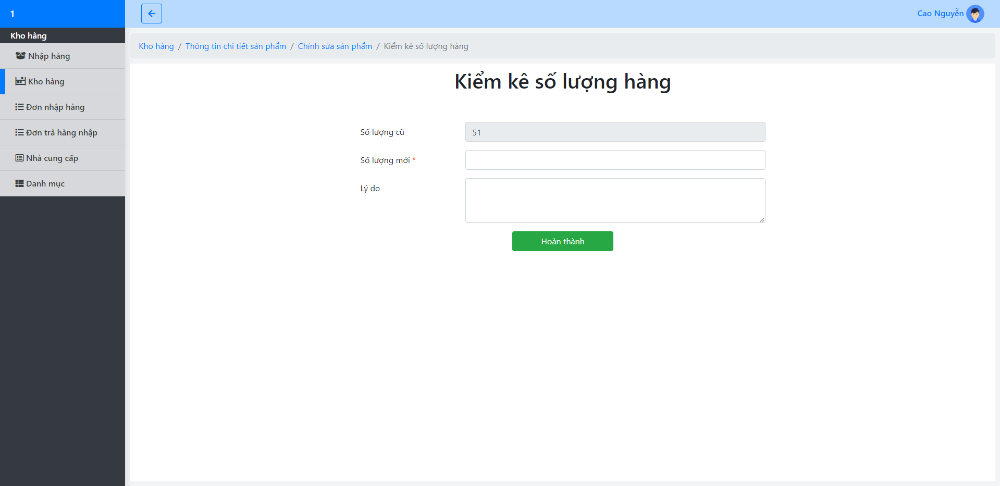 1
Cao Nguyễn
Kho hàng
Nhập hàng
Kho hàng
Đơn nhập hàng
Đơn trả hàng nhập
Nhà cung cấp
Danh mục
Kho hàng / Thông tin chi tiết sản phẩm / Chỉnh sửa sản phẩm / Kiểm kê số lượng hàng
Kiểm kê số lượng hàng
Số lượng cũ 51
Số lượng mới *
Lý do
Hoàn thành